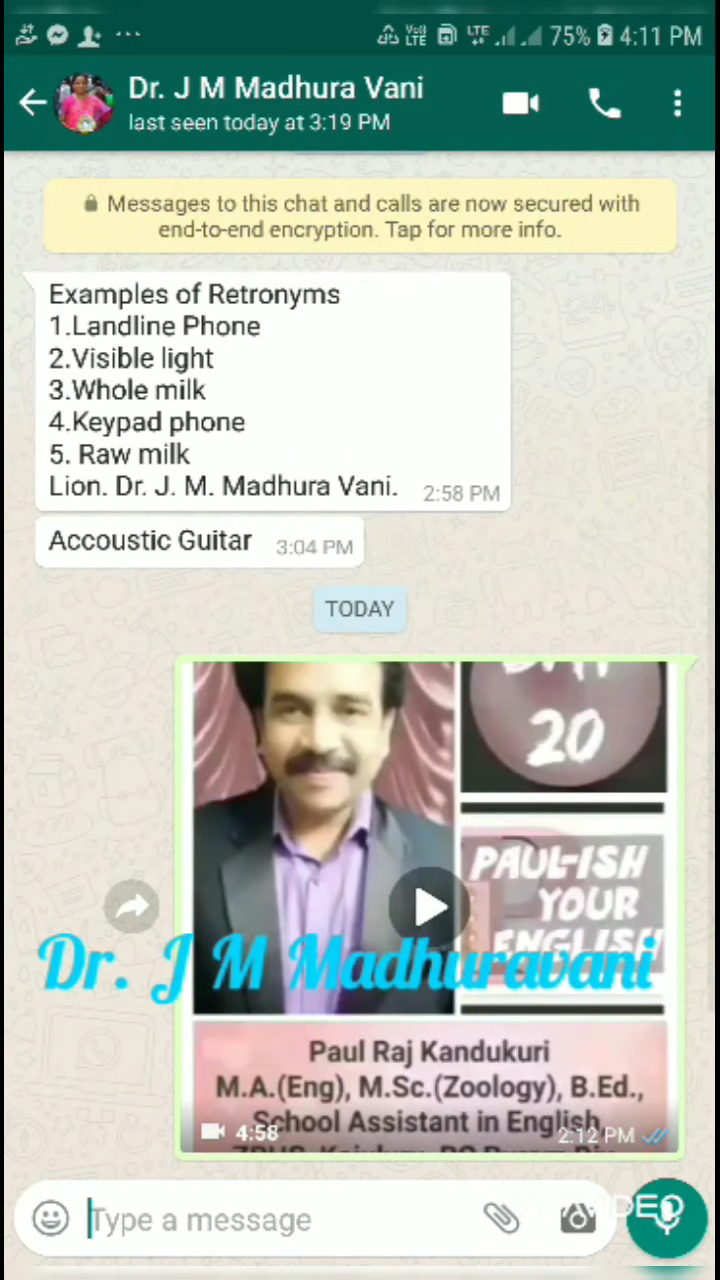 75% 4:11 PM
Dr. J M Madhura Vani
last seen today at 3:19 PM
Messages to this chat and calls are now secured with
end-to-end encryption. Tap for more info.
Examples of Retronyms
1.Landline Phone
2.Visible light
3.Whole milk
4.Keypad phone
5. Raw milk
Lion. Dr. J. M. Madhura Vani. 2:58 PM
Accoustic Guitar 3:04 PM
TODAY
20
PAUL-ISH
YOUR
ENGLISH
Dr. J M Madhuravani
Paul Raj Kandukuri
M.A.(Eng), M.Sc.(Zoology), B.Ed.,
School Assistant in English
4:58 2:12 PM
Type a message